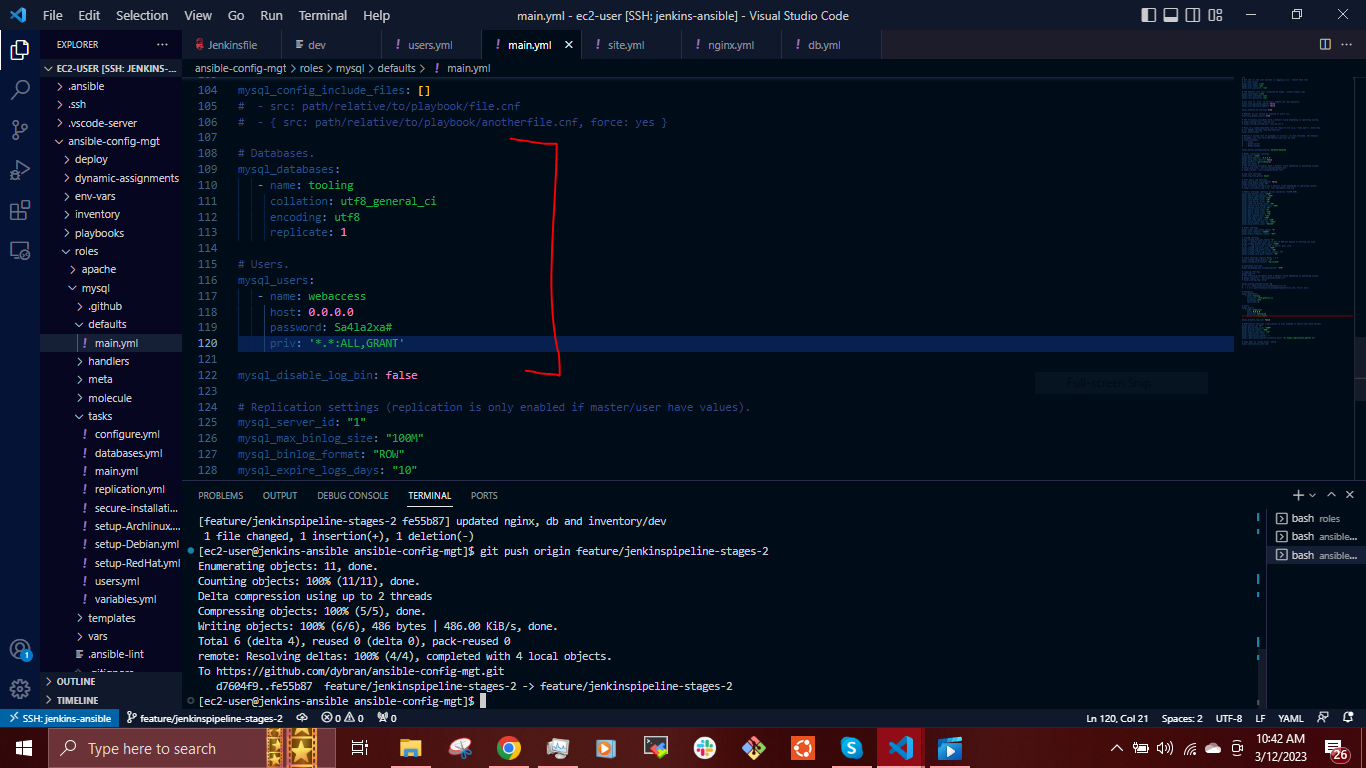 File Edit Selection View Go Run Terminal Help
main.yml - ec2-user [SSH: jenkins-ansible] - Visual Studio Code
EXPLORER ···
Jenkinsfile
dev
! users.yml
! main.yml
! site.yml
! nginx.yml
! db.yml
EC2-USER [SSH: JENKINS-...
ansible-config-mgt > roles > mysql > defaults > ! main.yml
.ansible
.ssh
.vscode-server
ansible-config-mgt
deploy
dynamic-assignments
env-vars
inventory
playbooks
roles
apache
mysql
.github
defaults
! main.yml
handlers
meta
molecule
tasks
! configure.yml
! databases.yml
! main.yml
! replication.yml
! secure-installati...
! setup-Archlinux....
! setup-Debian.yml
! setup-RedHat.yml
! users.yml
! variables.yml
templates
vars
.ansible-lint
OUTLINE
TIMELINE
104 mysql_config_include_files: []
105 #  - src: path/relative/to/playbook/file.cnf
106 #  - { src: path/relative/to/playbook/anotherfile.cnf, force: yes }
107
108 # Databases.
109 mysql_databases:
110    - name: tooling
111      collation: utf8_general_ci
112      encoding: utf8
113      replicate: 1
114
115 # Users.
116 mysql_users:
117    - name: webaccess
118      host: 0.0.0.0
119      password: Sa4la2xa#
120      priv: '*.*:ALL,GRANT'
121
122 mysql_disable_log_bin: false
123
124 # Replication settings (replication is only enabled if master/user have values).
125 mysql_server_id: "1"
126 mysql_max_binlog_size: "100M"
127 mysql_binlog_format: "ROW"
128 mysql_expire_logs_days: "10"
Full-screen Snip
PROBLEMS OUTPUT DEBUG CONSOLE TERMINAL PORTS
[feature/jenkinspipeline-stages-2 fe55b87] updated nginx, db and inventory/dev
 1 file changed, 1 insertion(+), 1 deletion(-)
[ec2-user@jenkins-ansible ansible-config-mgt]$ git push origin feature/jenkinspipeline-stages-2
Enumerating objects: 11, done.
Counting objects: 100% (11/11), done.
Delta compression using up to 2 threads
Compressing objects: 100% (5/5), done.
Writing objects: 100% (6/6), 486 bytes | 486.00 KiB/s, done.
Total 6 (delta 4), reused 0 (delta 0), pack-reused 0
remote: Resolving deltas: 100% (4/4), completed with 4 local objects.
To https://github.com/dybran/ansible-config-mgt.git
   d7604f9..fe55b87  feature/jenkinspipeline-stages-2 -> feature/jenkinspipeline-stages-2
[ec2-user@jenkins-ansible ansible-config-mgt]$
bash roles
bash ansible...
bash ansible...
1
SSH: jenkins-ansible feature/jenkinspipeline-stages-2 0 0 0
Ln 120, Col 21 Spaces: 2 UTF-8 LF YAML
Type here to search
10:42 AM
3/12/2023
26